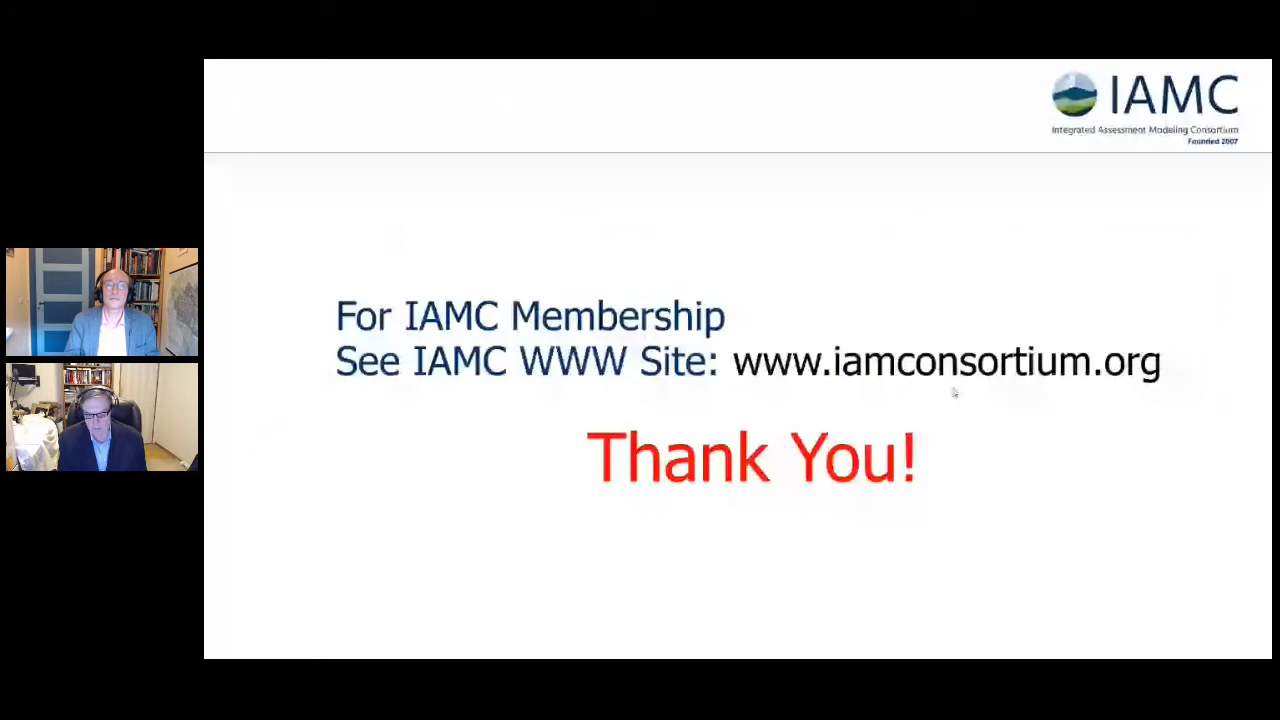 IAMC
Integrated Assessment Modeling Consortium
Founded 2007
For IAMC Membership
See IAMC WWW Site: www.iamconsortium.org
Thank You!